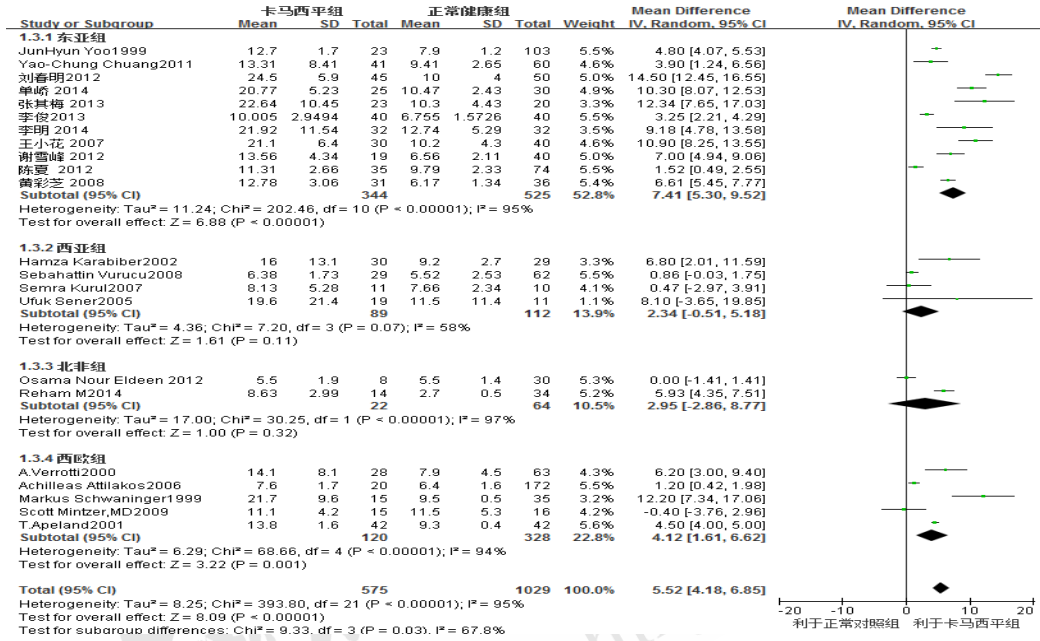 卡马西平组 正常健康组 Mean Difference Mean Difference
Study or Subgroup Mean SD Total Mean SD Total Weight IV, Random, 95% CI IV, Random, 95% CI
1.3.1 东亚组
JunHyun Yoo1999 12.7 1.7 23 7.9 1.2 103 5.5% 4.80 [4.07, 5.53]
Yao-Chung Chuang2011 13.31 8.41 41 9.41 2.65 60 4.6% 3.90 [1.24, 6.56]
刘春明2012 24.5 5.9 45 10 4 50 5.0% 14.50 [12.45, 16.55]
单峤 2014 20.77 5.23 25 10.47 2.43 30 4.9% 10.30 [8.07, 12.53]
张其梅 2013 22.64 10.45 23 10.3 4.43 20 3.3% 12.34 [7.65, 17.03]
李俊2013 10.005 2.9494 40 6.755 1.5726 40 5.4% 3.25 [2.21, 4.29]
李明 2014 21.92 11.54 32 12.74 5.29 32 3.5% 9.18 [4.78, 13.58]
王小花 2007 21.1 6.4 30 10.2 4.3 40 4.7% 10.90 [8.25, 13.55]
谢雪峰 2012 13.56 4.34 19 6.56 2.11 40 5.0% 7.00 [4.94, 9.06]
陈夏 2012 11.31 2.66 35 9.79 2.33 74 5.4% 1.52 [0.49, 2.55]
黄彩芝 2008 12.78 3.06 31 6.17 1.34 36 5.4% 6.61 [5.45, 7.77]
Subtotal (95% CI) 344 525 52.8% 7.41 [5.30, 9.52]
Heterogeneity: Tau² = 11.24; Chi² = 202.46, df = 10 (P < 0.00001); I² = 95%
Test for overall effect: Z = 6.88 (P < 0.00001)
1.3.2 西亚组
Hamza Karabiber2002 16 13.1 30 9.2 2.7 29 3.3% 6.80 [2.01, 11.59]
Sebahattin Vurucu2008 6.38 1.73 29 5.52 2.53 62 5.5% 0.86 [-0.03, 1.75]
Semra Kurul2007 8.13 5.28 11 7.66 2.34 10 4.0% 0.47 [-2.97, 3.91]
Ufuk Sener2005 19.6 21.4 19 11.5 11.4 11 1.1% 8.10 [-3.65, 19.85]
Subtotal (95% CI) 89 112 13.9% 2.34 [-0.51, 5.18]
Heterogeneity: Tau² = 4.36; Chi² = 7.20, df = 3 (P = 0.07); I² = 58%
Test for overall effect: Z = 1.61 (P = 0.11)
1.3.3 北非组
Osama Nour Eldeen 2012 5.5 1.9 8 5.5 1.4 30 5.3% 0.00 [-1.41, 1.41]
Reham M2014 8.63 2.99 14 2.7 0.5 34 5.2% 5.93 [4.35, 7.51]
Subtotal (95% CI) 22 64 10.5% 2.95 [-2.86, 8.77]
Heterogeneity: Tau² = 17.00; Chi² = 30.25, df = 1 (P < 0.00001); I² = 97%
Test for overall effect: Z = 1.00 (P = 0.32)
1.3.4 西欧组
A.Verrotti2000 14.1 8.1 28 7.9 4.5 63 4.3% 6.20 [3.00, 9.40]
Achilleas Attilakos2006 7.6 1.7 20 6.4 1.6 172 5.5% 1.20 [0.42, 1.98]
Markus Schwaninger1999 21.7 9.6 15 9.5 0.5 35 3.2% 12.20 [7.34, 17.06]
Scott Mintzer,MD2009 11.1 4.2 15 11.5 5.3 16 4.1% -0.40 [-3.76, 2.96]
T.Apeland2001 13.8 1.6 42 9.3 0.4 42 5.6% 4.50 [4.00, 5.00]
Subtotal (95% CI) 120 328 22.8% 4.12 [1.61, 6.62]
Heterogeneity: Tau² = 6.29; Chi² = 68.66, df = 4 (P < 0.00001); I² = 94%
Test for overall effect: Z = 3.22 (P = 0.001)
Total (95% CI) 575 1029 100.0% 5.52 [4.18, 6.85]
Heterogeneity: Tau² = 8.25; Chi² = 393.80, df = 21 (P < 0.00001); I² = 95%
Test for overall effect: Z = 8.09 (P < 0.00001)
Test for subgroup differences: Chi² = 9.33, df = 3 (P = 0.03), I² = 67.8%
-20 -10 0 10 20
利于正常对照组 利于卡马西平组